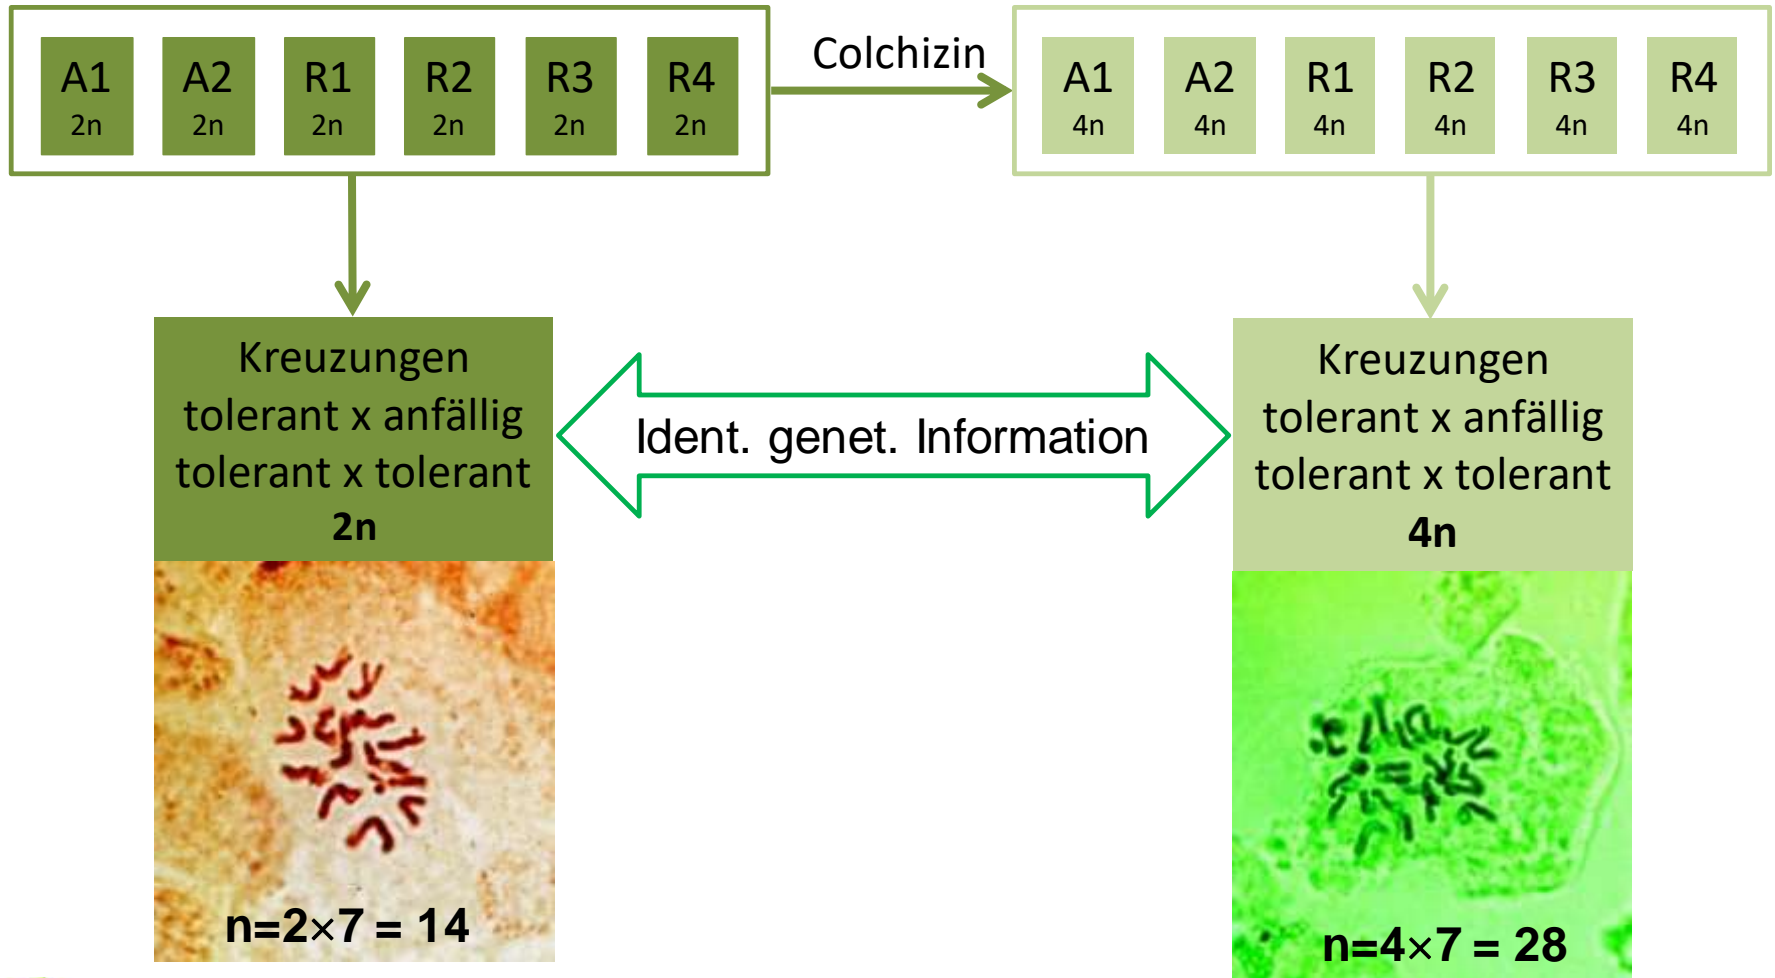 A1 A2 R1 R2 R3 R4
2n 2n 2n 2n 2n 2n
Colchizin
A1 A2 R1 R2 R3 R4
4n 4n 4n 4n 4n 4n
Kreuzungen
tolerant x anfällig
tolerant x tolerant
2n
Ident. genet. Information
Kreuzungen
tolerant x anfällig
tolerant x tolerant
4n
n=2×7 = 14
n=4×7 = 28